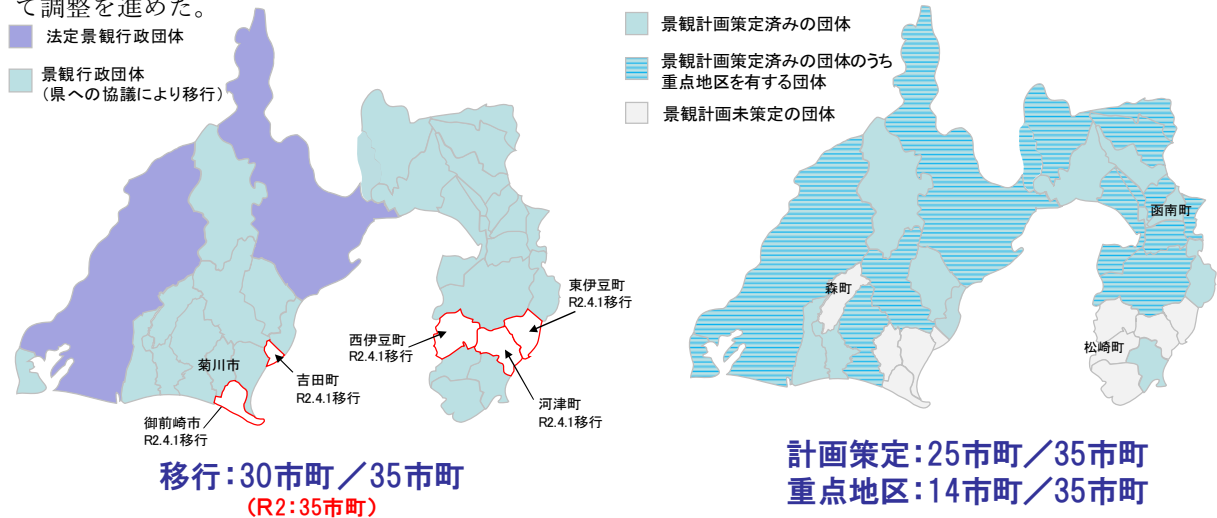 て調整を進めた。
法定景観行政団体
景観行政団体
（県への協議により移行）
東伊豆町
R2.4.1移行
西伊豆町
R2.4.1移行
菊川市
吉田町
R2.4.1移行
河津町
R2.4.1移行
御前崎市
R2.4.1移行
移行：30市町／35市町
（R2：35市町）
景観計画策定済みの団体
景観計画策定済みの団体のうち
重点地区を有する団体
景観計画未策定の団体
函南町
森町
松崎町
計画策定：25市町／35市町
重点地区：14市町／35市町